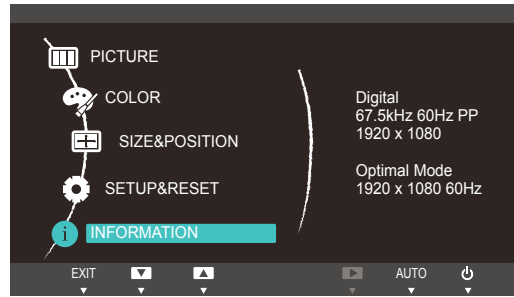 PICTURE
COLOR
SIZE&POSITION
SETUP&RESET
i INFORMATION
Digital
67.5kHz 60Hz PP
1920 x 1080
Optimal Mode
1920 x 1080 60Hz
EXIT
AUTO